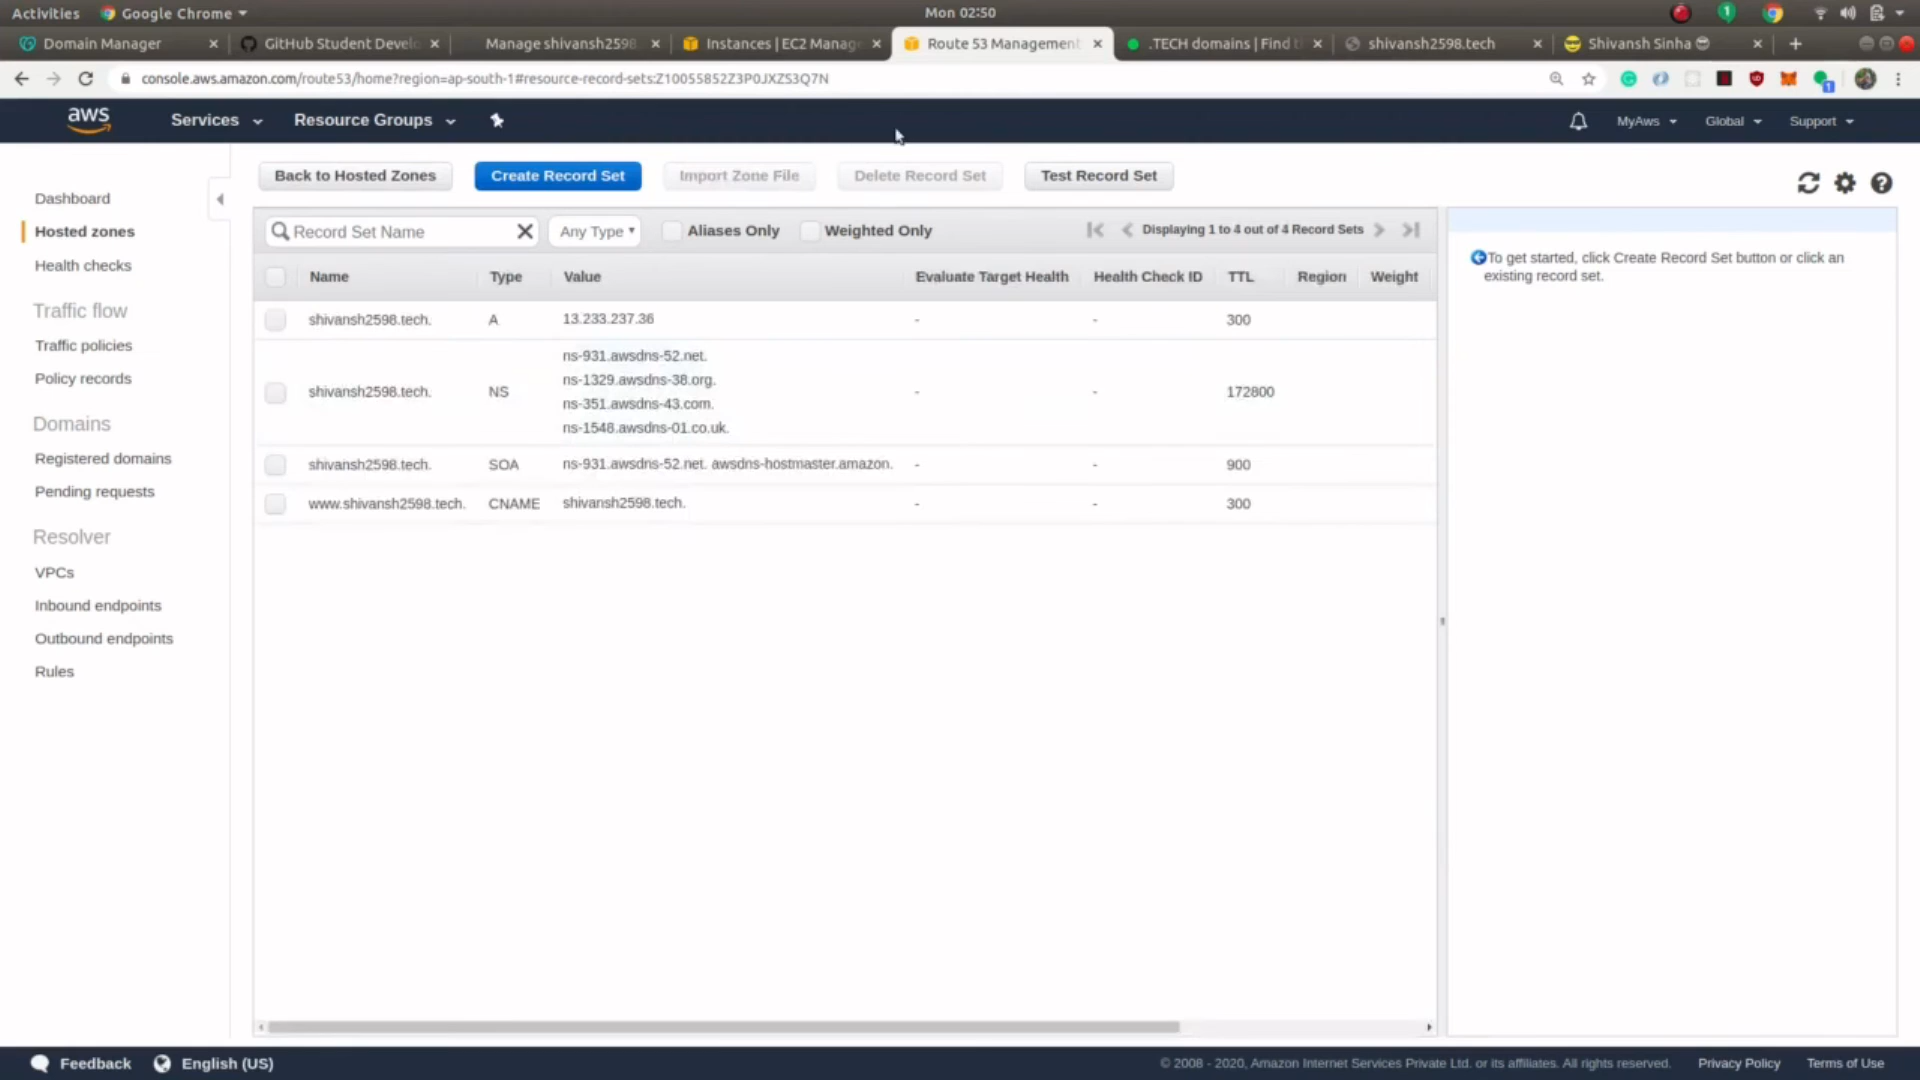 Activities
Google Chrome
Mon 02:50
1
Domain Manager
GitHub Student Develo
Manage shivansh2598
Instances | EC2 Manag
Route 53 Management
.TECH domains | Find t
shivansh2598.tech
Shivansh Sinha
console.aws.amazon.com/route53/home?region=ap-south-1#resource-record-sets:Z10055852Z3P0JXZS3Q7N
1
aws
Services
Resource Groups
MyAws
Global
Support
Back to Hosted Zones
Create Record Set
Import Zone File
Delete Record Set
Test Record Set
Dashboard
Hosted zones
Health checks
Traffic flow
Traffic policies
Policy records
Domains
Registered domains
Pending requests
Resolver
VPCs
Inbound endpoints
Outbound endpoints
Rules
Record Set Name
Any Type
Aliases Only
Weighted Only
Displaying 1 to 4 out of 4 Record Sets
Name Type Value Evaluate Target Health Health Check ID TTL Region Weight
shivansh2598.tech. A 13.233.237.36 - - 300
shivansh2598.tech. NS ns-931.awsdns-52.net. - - 172800
ns-1329.awsdns-38.org.
ns-351.awsdns-43.com.
ns-1548.awsdns-01.co.uk.
shivansh2598.tech. SOA ns-931.awsdns-52.net. awsdns-hostmaster.amazon. - - 900
www.shivansh2598.tech. CNAME shivansh2598.tech. - - 300
To get started, click Create Record Set button or click an
existing record set.
Feedback
English (US)
© 2008 - 2020, Amazon Internet Services Private Ltd. or its affiliates. All rights reserved.
Privacy Policy
Terms of Use